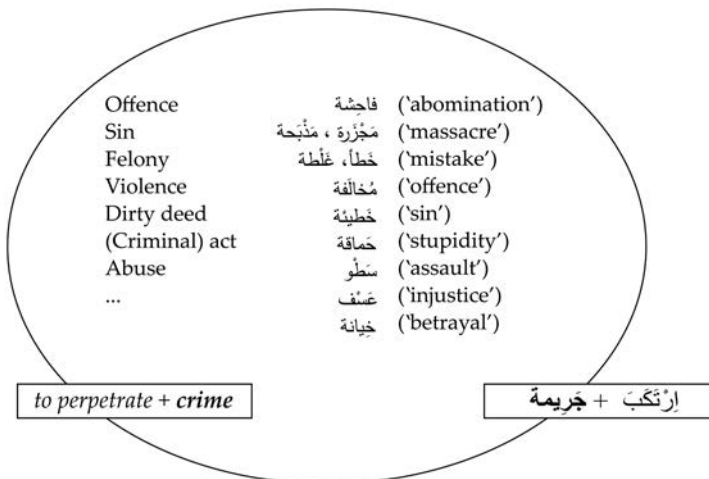 Offence فاحِشة ('abomination')
Sin مَجْزَرة ، مَذْبَحة ('massacre')
Felony خَطأ، غَلْطة ('mistake')
Violence مُخالَفة ('offence')
Dirty deed خَطيئة ('sin')
(Criminal) act حَماقة ('stupidity')
Abuse سَطْو ('assault')
... عَسْف ('injustice')
خِيانة ('betrayal')
to perpetrate + crime
اِرْتَكَبَ + جَرِيمة